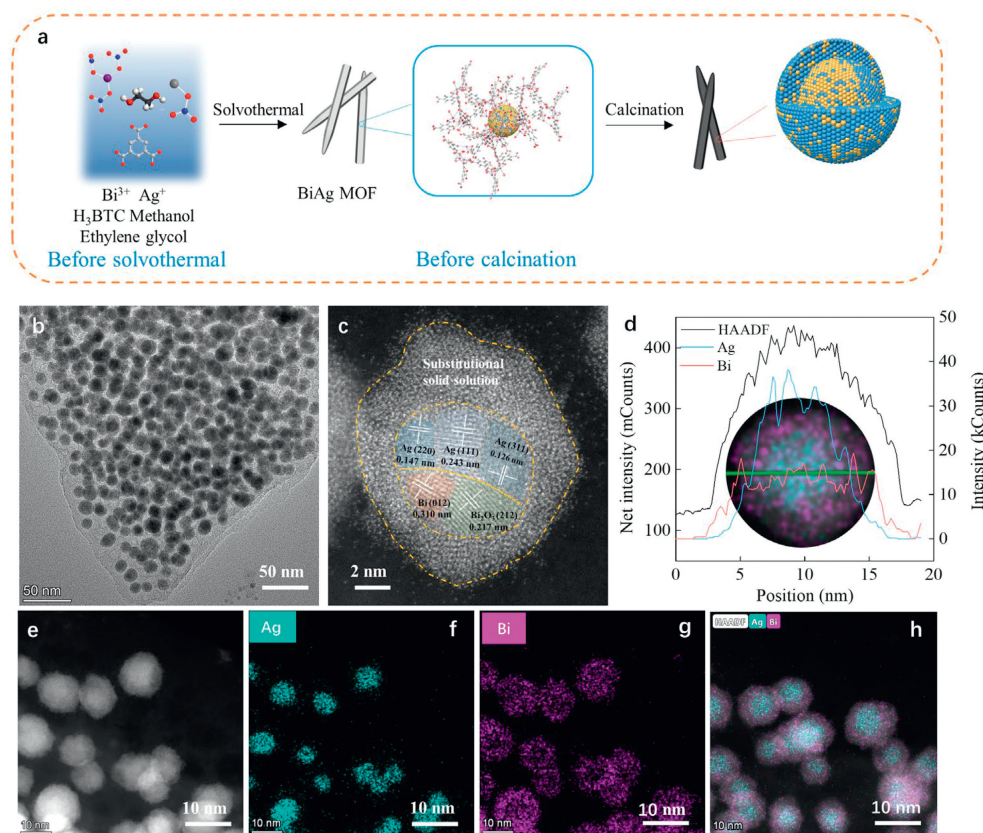 a
Solvothermal
Calcination
Bi³⁺ Ag⁺
H₃BTC Methanol
Ethylene glycol
BiAg MOF
Before solvothermal
Before calcination
b
50 nm
50 nm
c
Substitutional
solid solution
Ag (220)
0.147 nm
Ag (111)
0.243 nm
Ag (311)
0.126 nm
Bi (012)
0.310 nm
Bi₂O₃ (212)
0.217 nm
2 nm
d
HAADF
Ag
Bi
Net intensity (mCounts)
400
300
200
100
Intensity (kCounts)
50
40
30
20
10
0
0 5 10 15 20
Position (nm)
e
10 nm
10 nm
Ag
f
10 nm
10 nm
Bi
g
10 nm
10 nm
HAADF Ag Bi
h
10 nm
10 nm